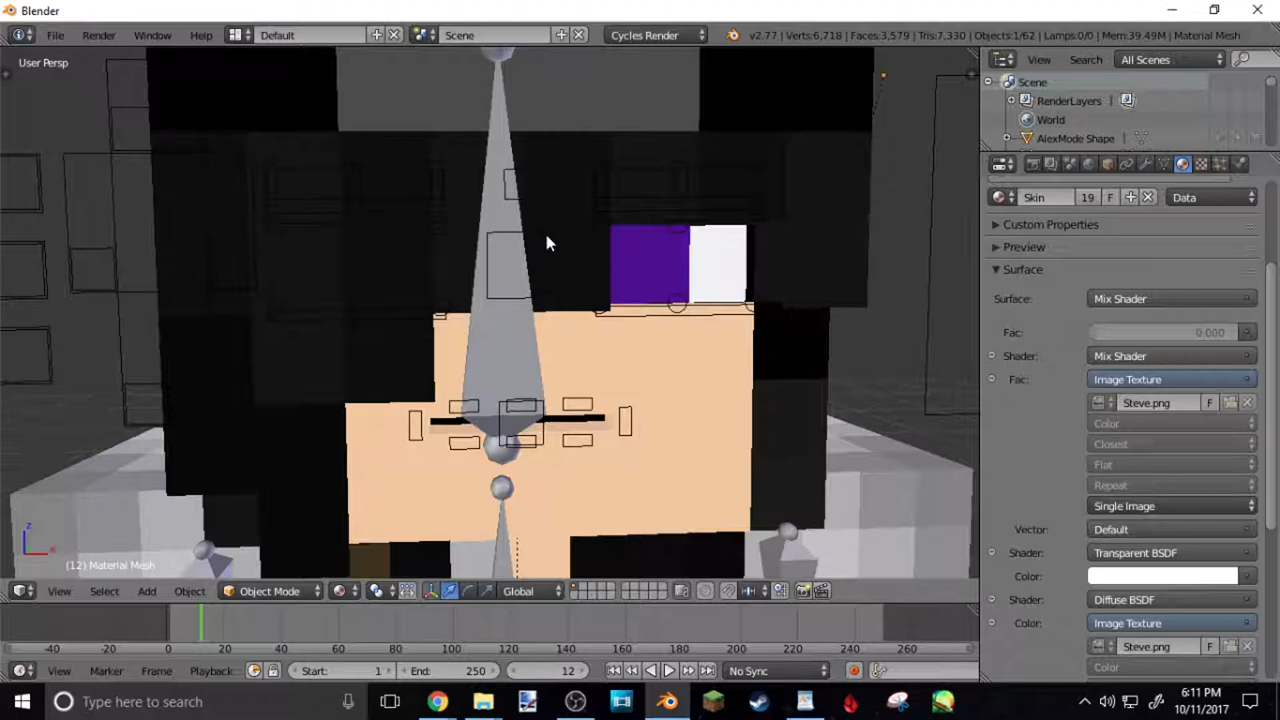 Blender
File Render Window Help Default Scene Cycles Render v2.77 | Verts:6,718 | Faces:3,579 | Tris:7,330 | Objects:1/62 | Lamps:0/0 | Mem:39.49M | Material Mesh
User Persp
View Search All Scenes
Scene
RenderLayers
World
AlexMode Shape
Skin 19 F Data
Custom Properties
Preview
Surface
Surface: Mix Shader
Fac: 0.000
Shader: Mix Shader
Fac: Image Texture
Steve.png F
Color
Closest
Flat
Repeat
Single Image
Vector: Default
Shader: Transparent BSDF
Color:
Shader: Diffuse BSDF
Color: Image Texture
Steve.png F
Color
z
x
(12) Material Mesh
View Select Add Object Object Mode Global
-40 -20 0 20 40 60 80 100 120 140 160 180 200 220 240 260
View Marker Frame Playback Start: 1 End: 250 12 No Sync
Type here to search
6:11 PM
10/11/2017